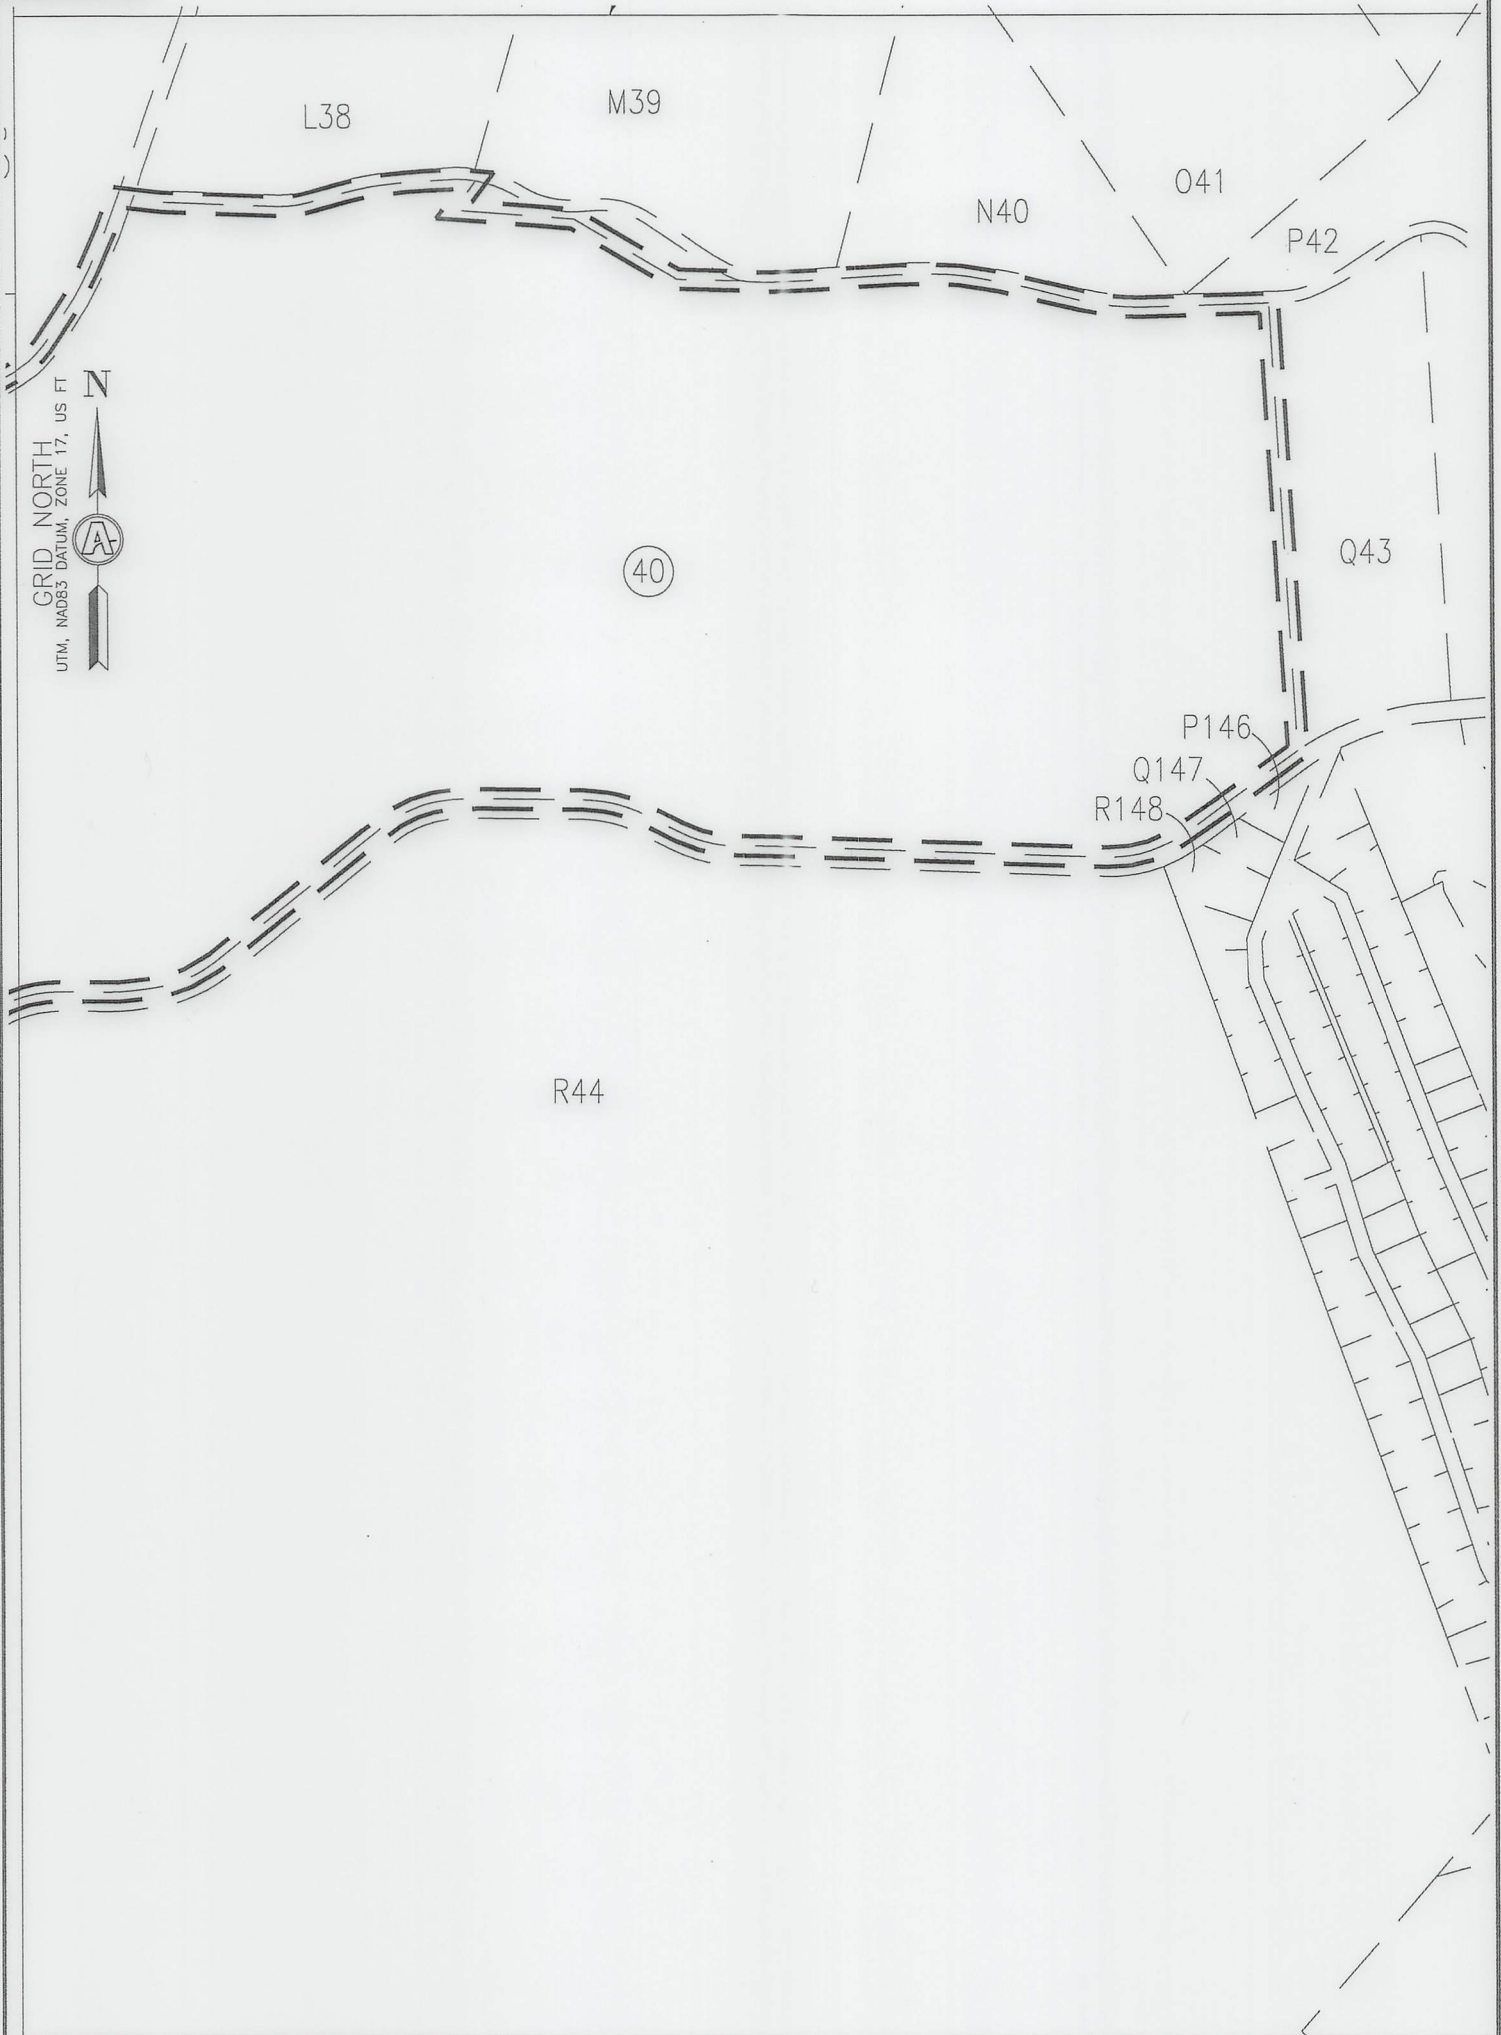 L38
M39
N40
O41
P42
N
GRID NORTH
UTM, NAD83 DATUM, ZONE 17, US FT
A
40
Q43
P146
Q147
R148
R44